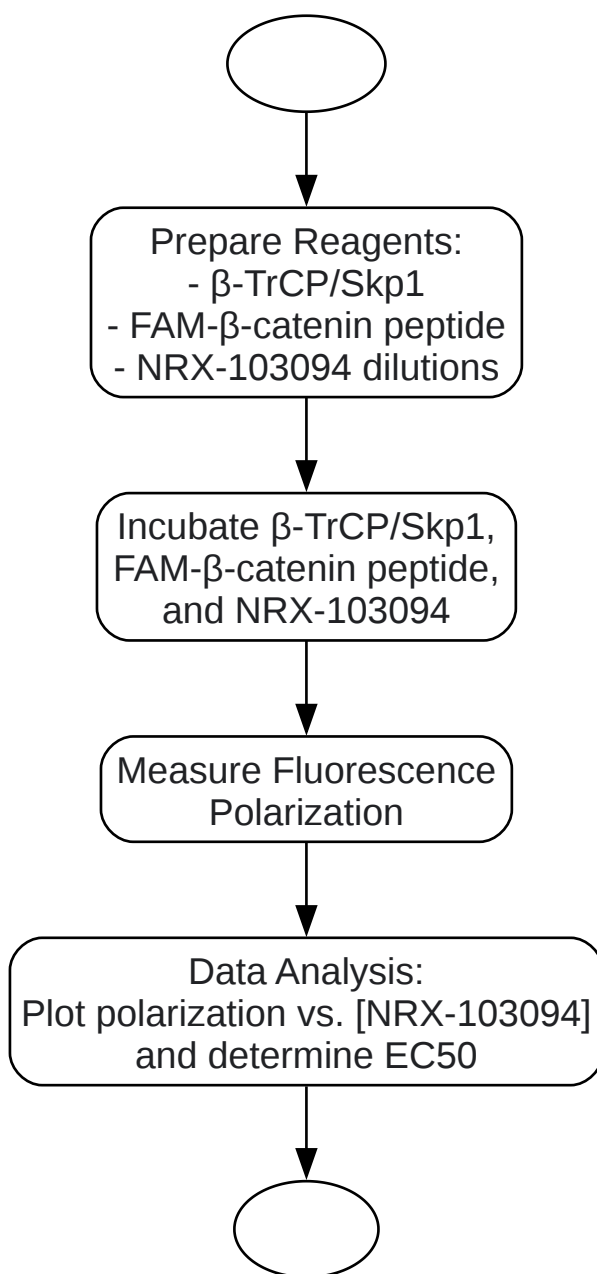 Prepare Reagents:
- β-TrCP/Skp1
- FAM-β-catenin peptide
- NRX-103094 dilutions
Incubate β-TrCP/Skp1,
FAM-β-catenin peptide,
and NRX-103094
Measure Fluorescence
Polarization
Data Analysis:
Plot polarization vs. [NRX-103094]
and determine EC50